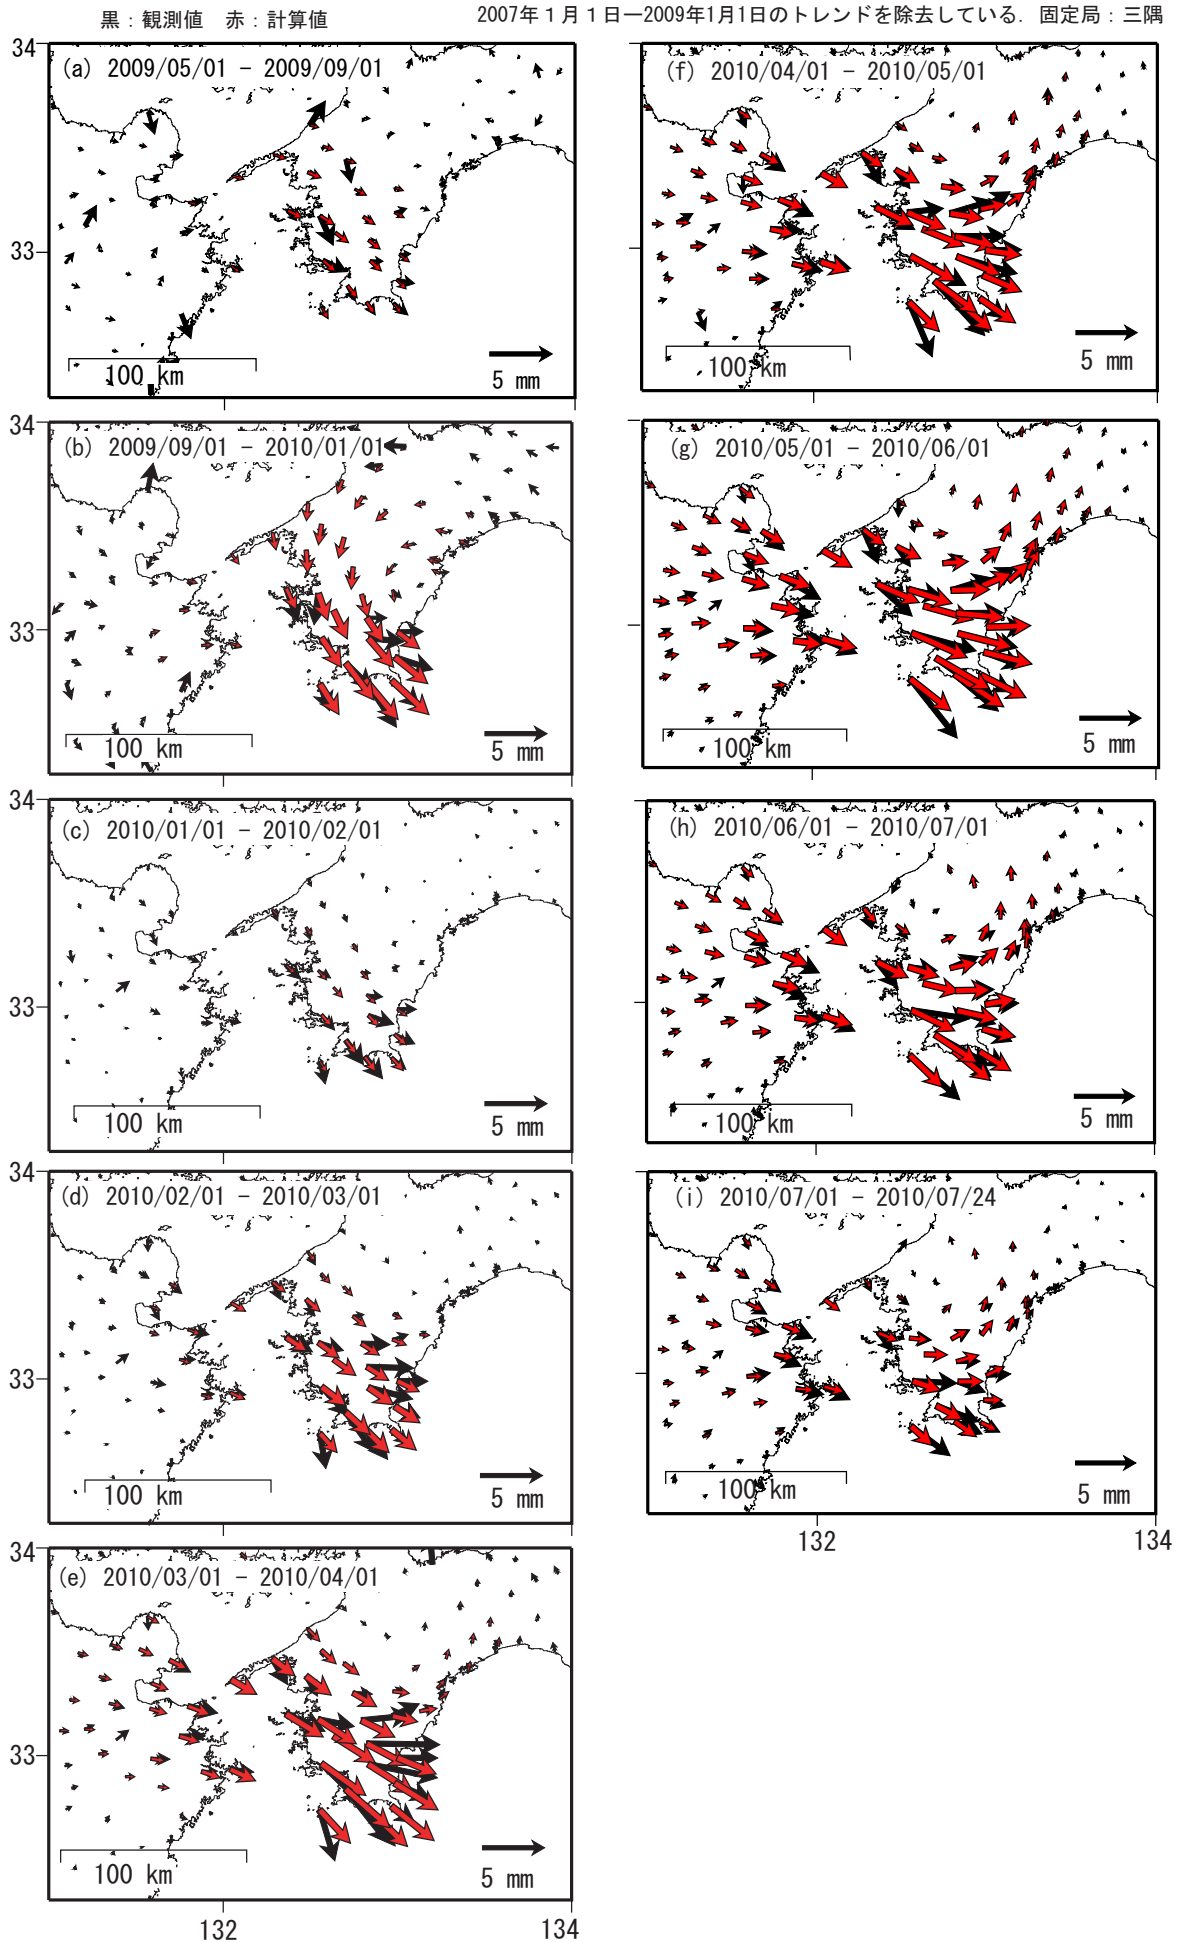 黒：観測値　赤：計算値
2007年１月１日ー2009年1月1日のトレンドを除去している．固定局：三隅
34
(a) 2009/05/01 - 2009/09/01
33
100 km
5 mm
34
(b) 2009/09/01 - 2010/01/01
33
100 km
5 mm
34
(c) 2010/01/01 - 2010/02/01
33
100 km
5 mm
34
(d) 2010/02/01 - 2010/03/01
33
100 km
5 mm
34
(e) 2010/03/01 - 2010/04/01
33
100 km
5 mm
132
134
(f) 2010/04/01 - 2010/05/01
100 km
5 mm
(g) 2010/05/01 - 2010/06/01
100 km
5 mm
(h) 2010/06/01 - 2010/07/01
100 km
5 mm
(i) 2010/07/01 - 2010/07/24
100 km
5 mm
132
134